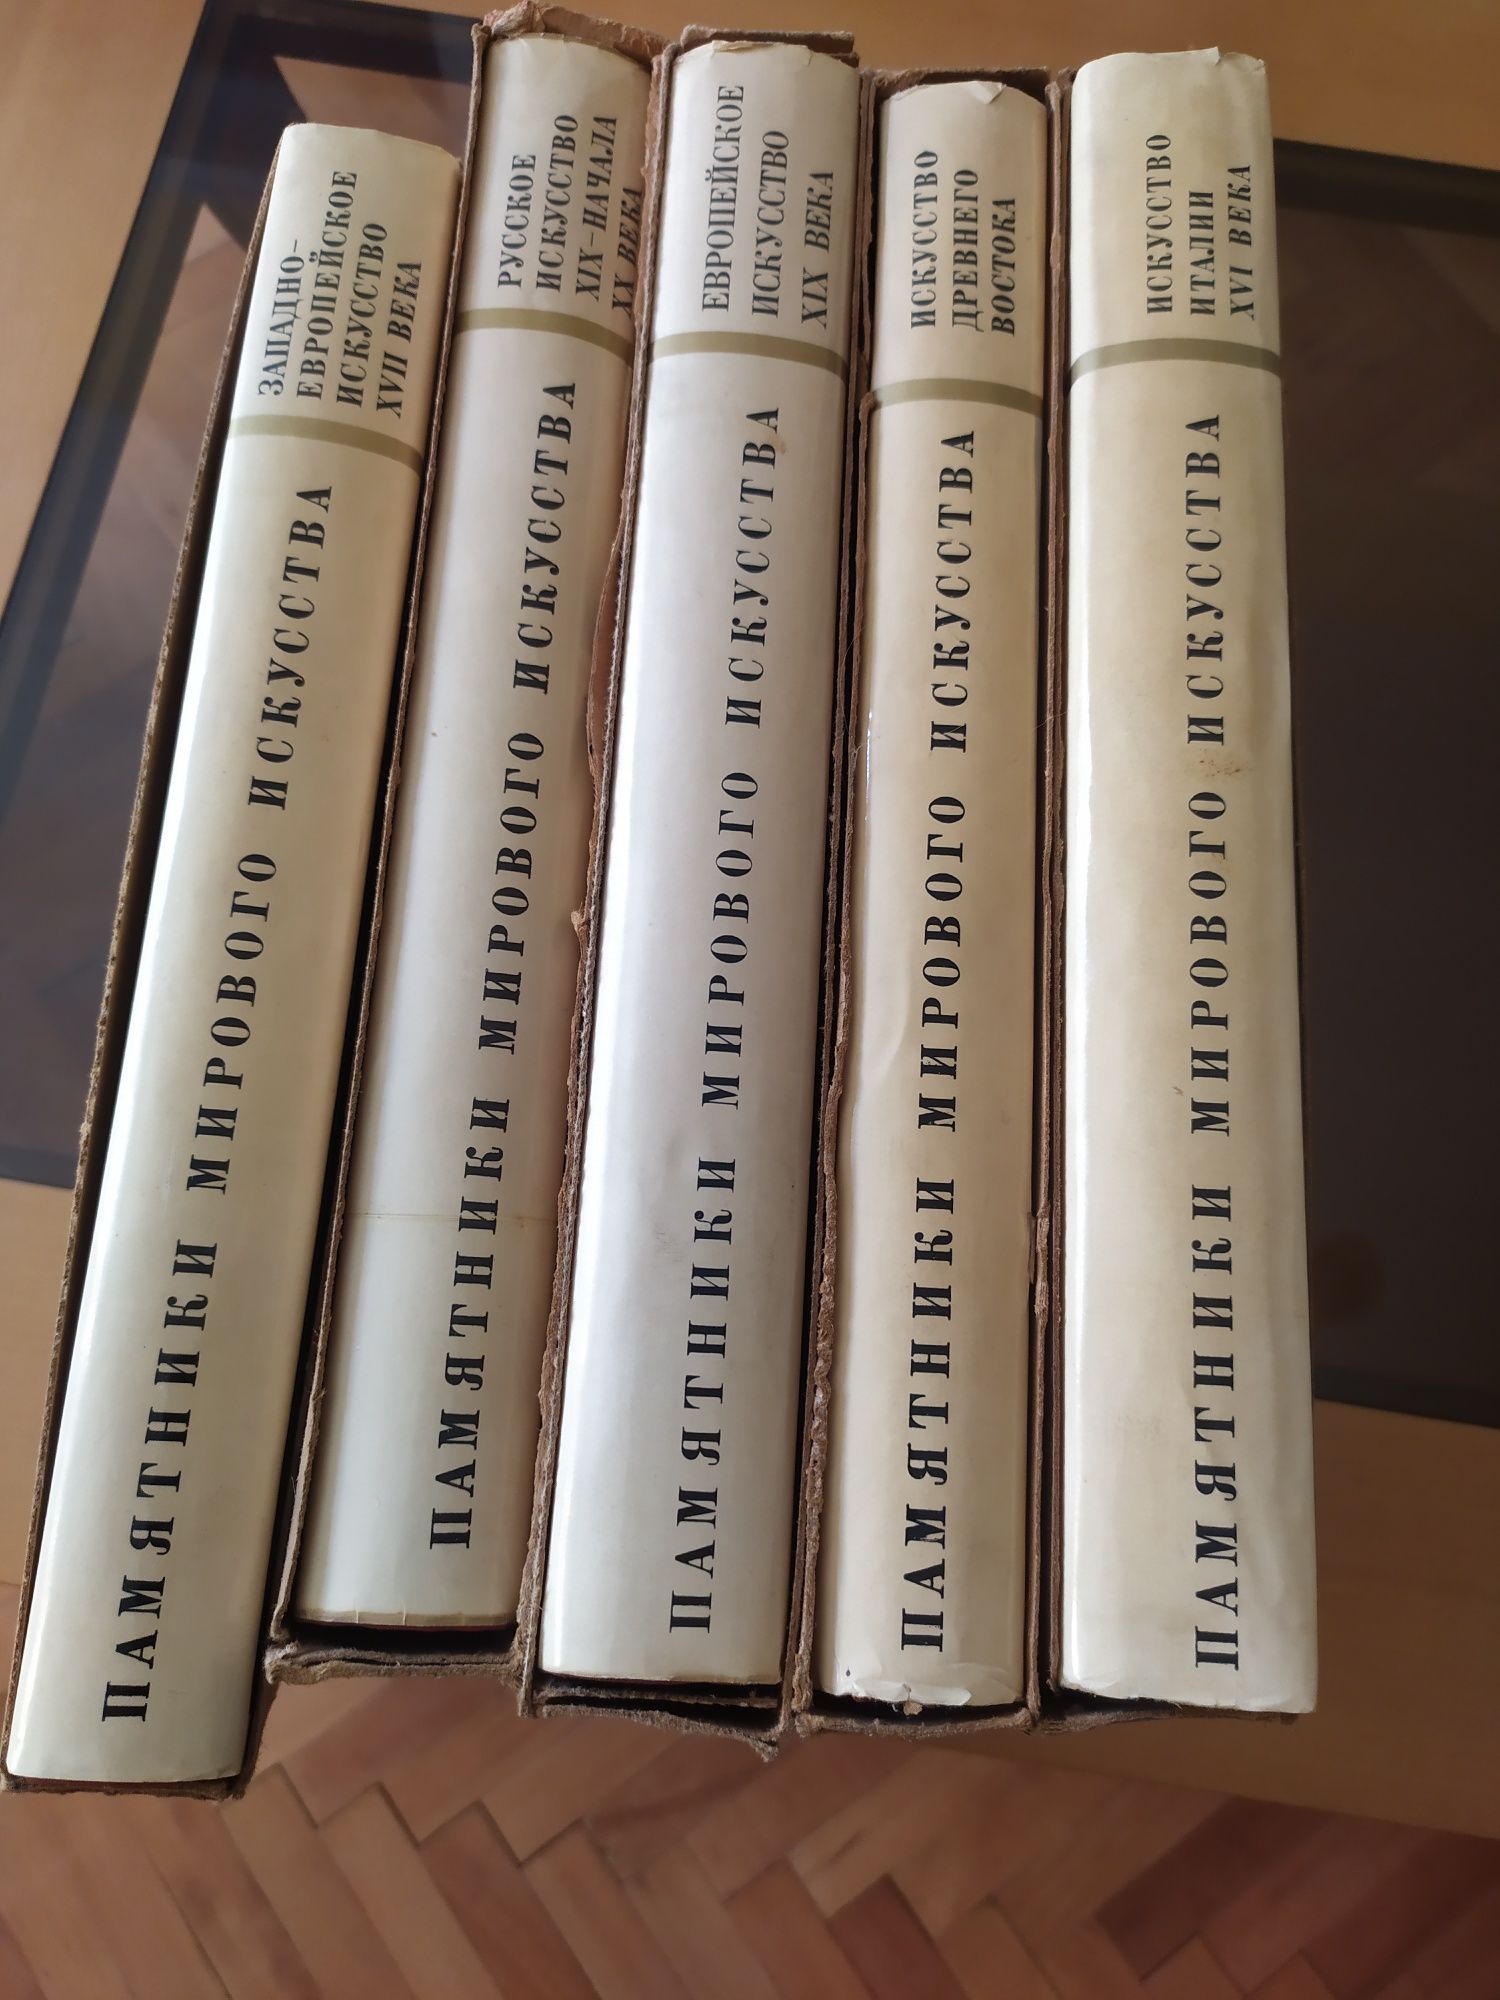 ЗАПАДНО-
ЕВРОПЕЙСКОЕ
ИСКУССТВО
XVII ВЕКА
ПАМЯТНИКИ МИРОВОГО ИСКУССТВА
РУССКОЕ
ИСКУССТВО
XIX–НАЧАЛА
XX ВЕКА
ПАМЯТНИКИ МИРОВОГО ИСКУССТВА
ЕВРОПЕЙСКОЕ
ИСКУССТВО
XIX ВЕКА
ПАМЯТНИКИ МИРОВОГО ИСКУССТВА
ИСКУССТВО
ДРЕВНЕГО
ВОСТОКА
ПАМЯТНИКИ МИРОВОГО ИСКУССТВА
ИСКУССТВО
ИТАЛИИ
XVI ВЕКА
ПАМЯТНИКИ МИРОВОГО ИСКУССТВА